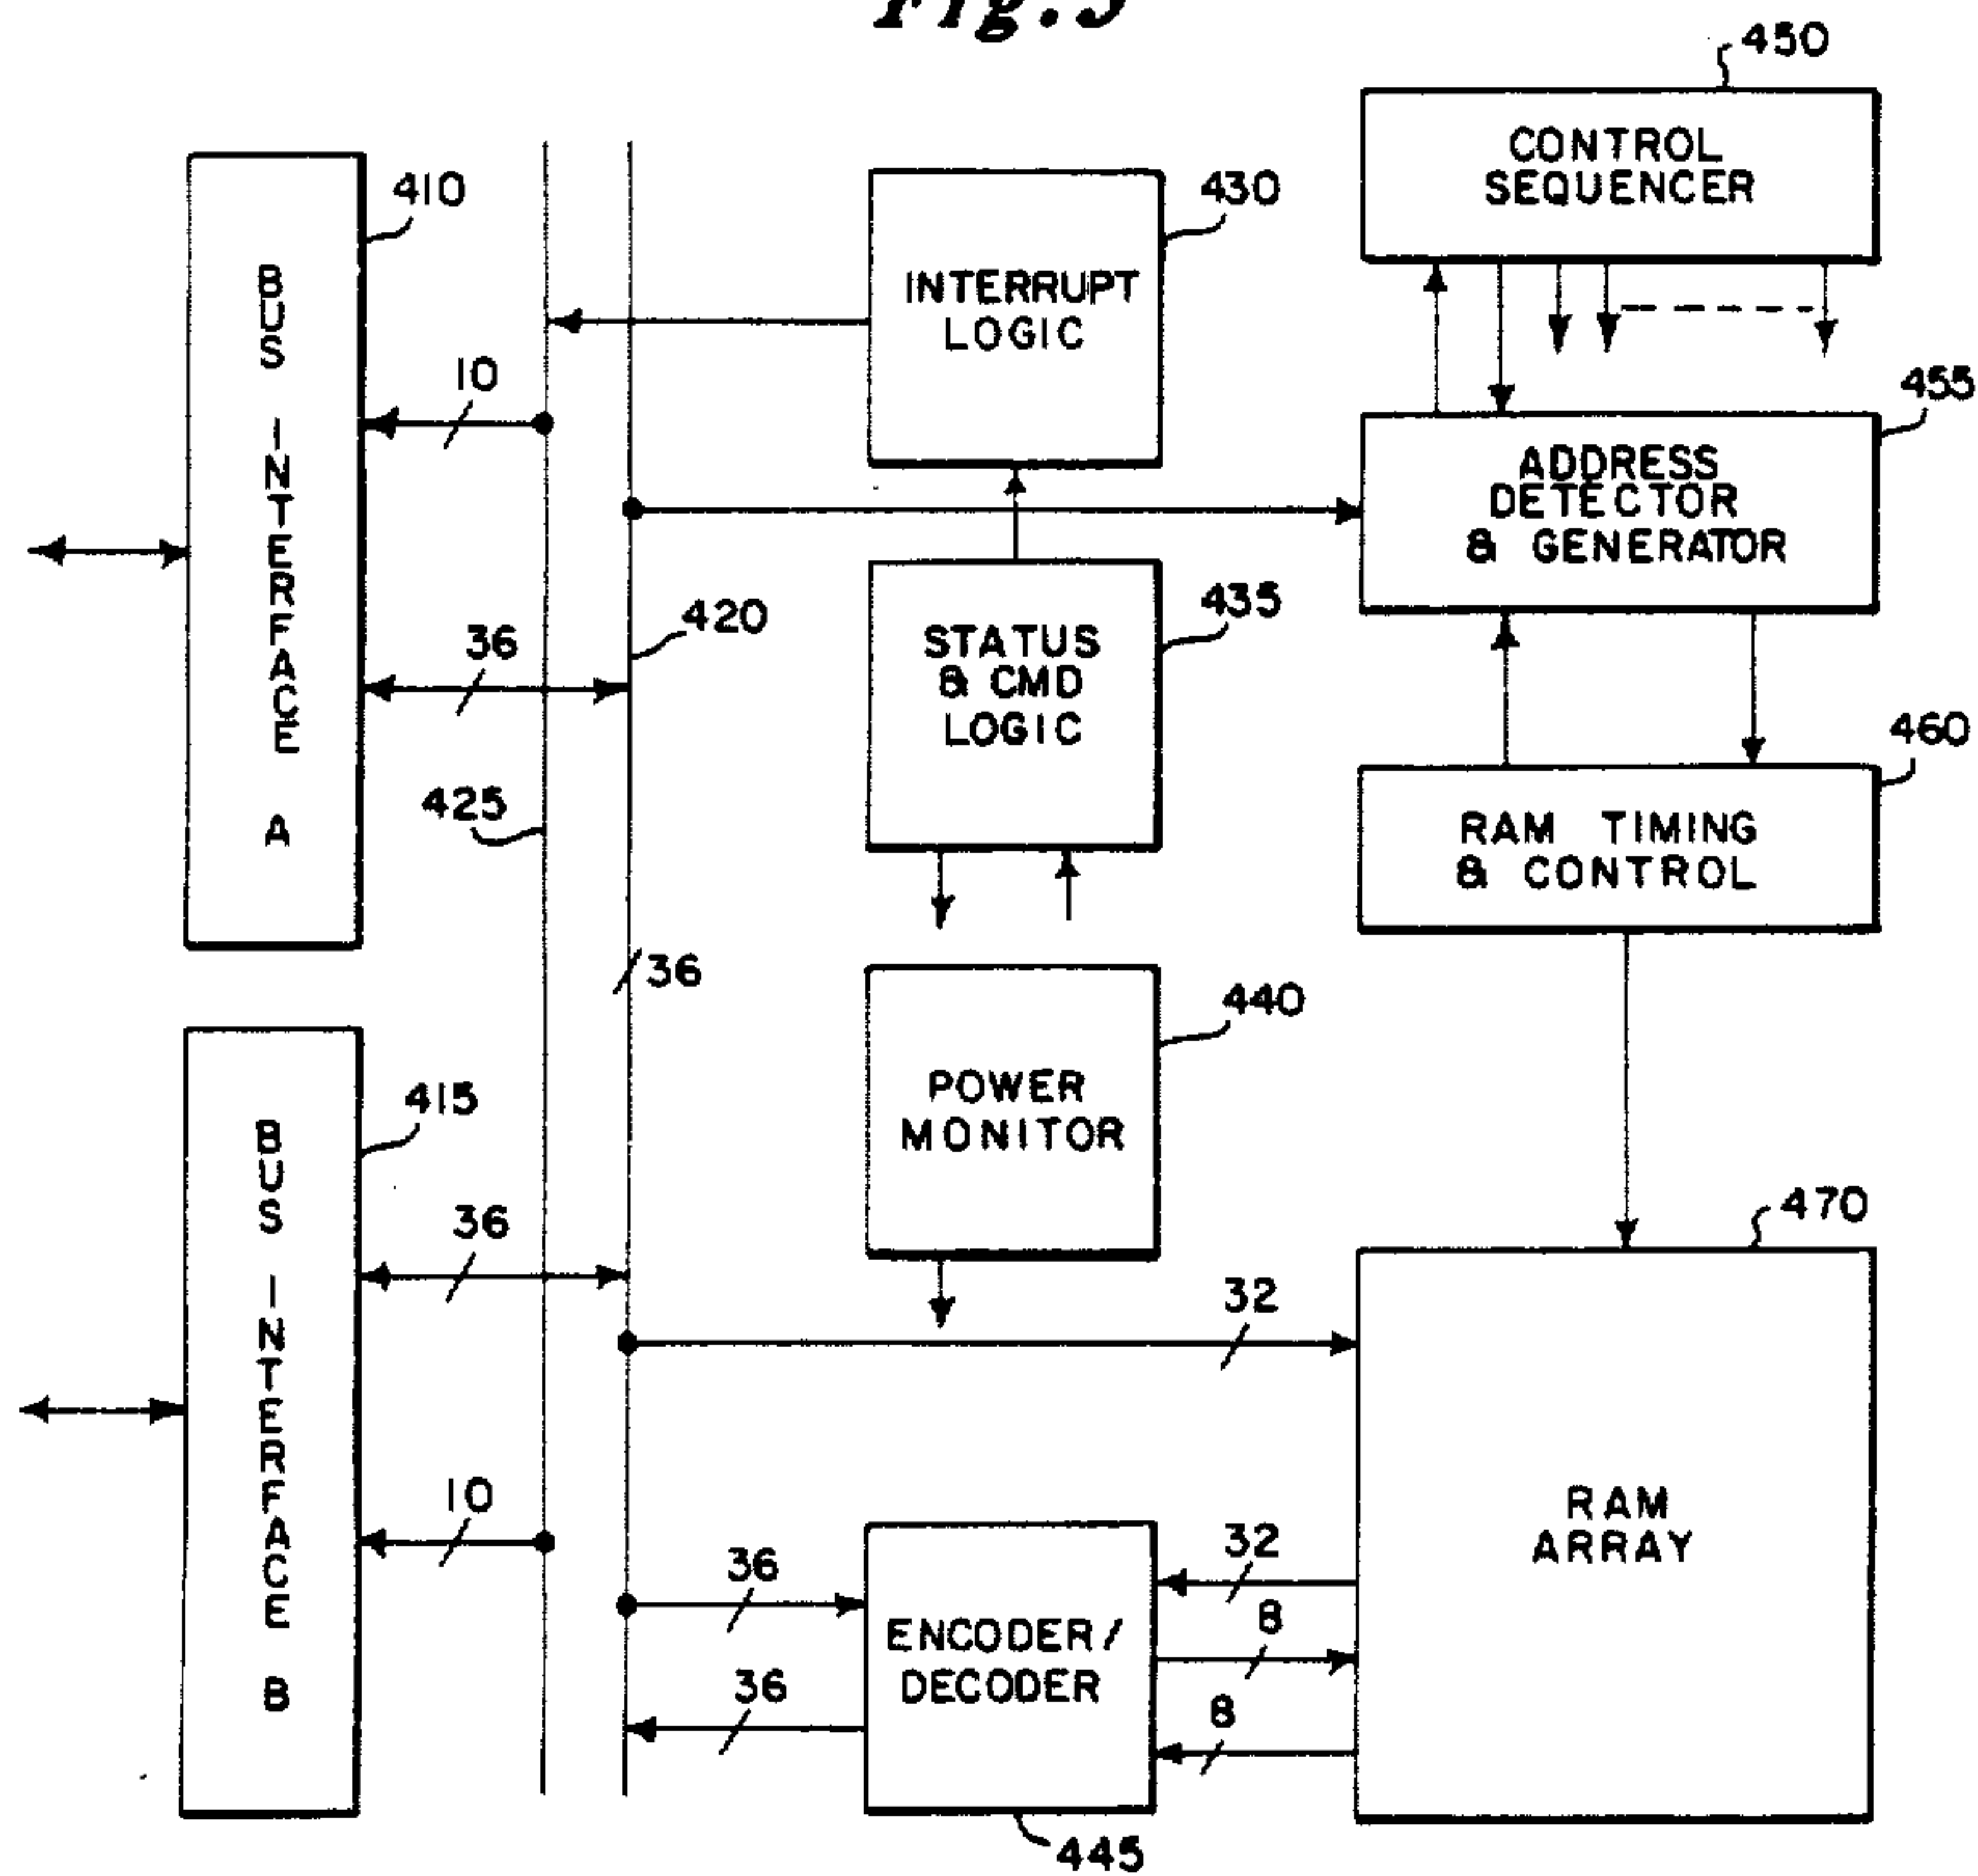 450
CONTROL
SEQUENCER
410
BUS INTERFACE A
430
INTERRUPT
LOGIC
10
455
ADDRESS
DETECTOR
& GENERATOR
420
36
435
STATUS
& CMD
LOGIC
425
460
RAM TIMING
& CONTROL
36
440
POWER
MONITOR
415
BUS INTERFACE B
36
470
32
RAM
ARRAY
10
36
32
8
ENCODER/
DECODER
36
8
445